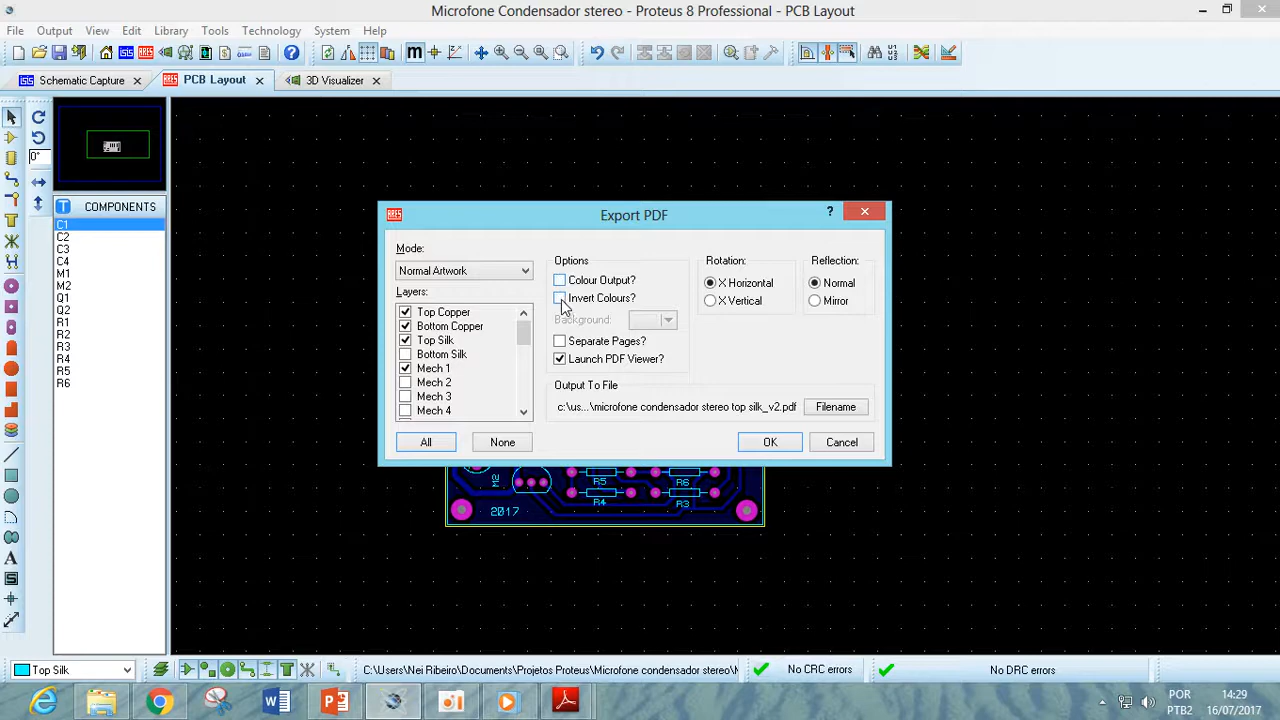 Microfone Condensador stereo - Proteus 8 Professional - PCB Layout
File Output View Edit Library Tools Technology System Help
Schematic Capture PCB Layout 3D Visualizer
0°
COMPONENTS
C1
C2
C3
C4
M1
M2
Q1
Q2
R1
R2
R3
R4
R5
R6
Export PDF
Mode:
Normal Artwork
Layers:
Top Copper
Bottom Copper
Top Silk
Bottom Silk
Mech 1
Mech 2
Mech 3
Mech 4
All None
Options
Colour Output?
Invert Colours?
Background:
Separate Pages?
Launch PDF Viewer?
Rotation:
X Horizontal
X Vertical
Reflection:
Normal
Mirror
Output To File
c:\us...\microfone condensador stereo top silk_v2.pdf Filename
OK Cancel
M2 R5 R6
R4 R3
2017
Top Silk
C:\Users\Nei Ribeiro\Documents\Projetos Proteus\Microfone condensador stereo\
No CRC errors
No DRC errors
POR 14:29
PTB2 16/07/2017